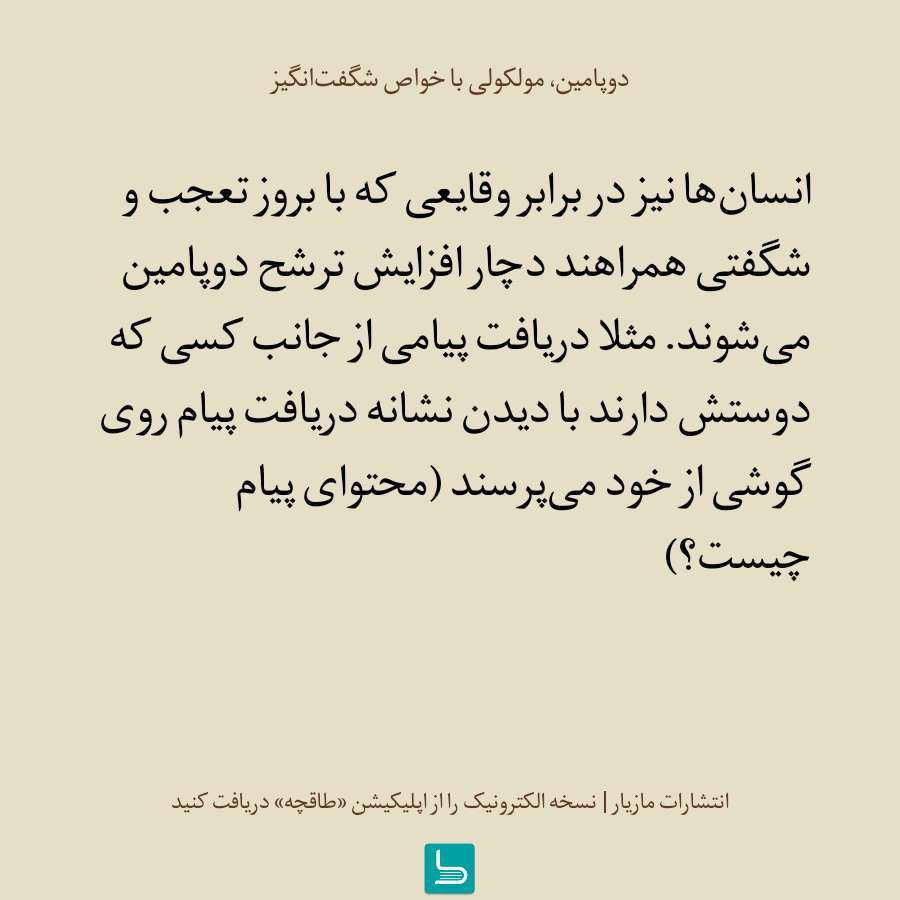 دوپامین، مولکولی با خواص شگفت‌انگیز
انسان‌ها نیز در برابر وقایعی که با بروز تعجب و
شگفتی همراهند دچار افزایش ترشح دوپامین
می‌شوند. مثلا دریافت پیامی از جانب کسی که
دوستش دارند با دیدن نشانه دریافت پیام روی
گوشی از خود می‌پرسند (محتوای پیام
چیست؟)
انتشارات مازیار | نسخه الکترونیک را از اپلیکیشن «طاقچه» دریافت کنید